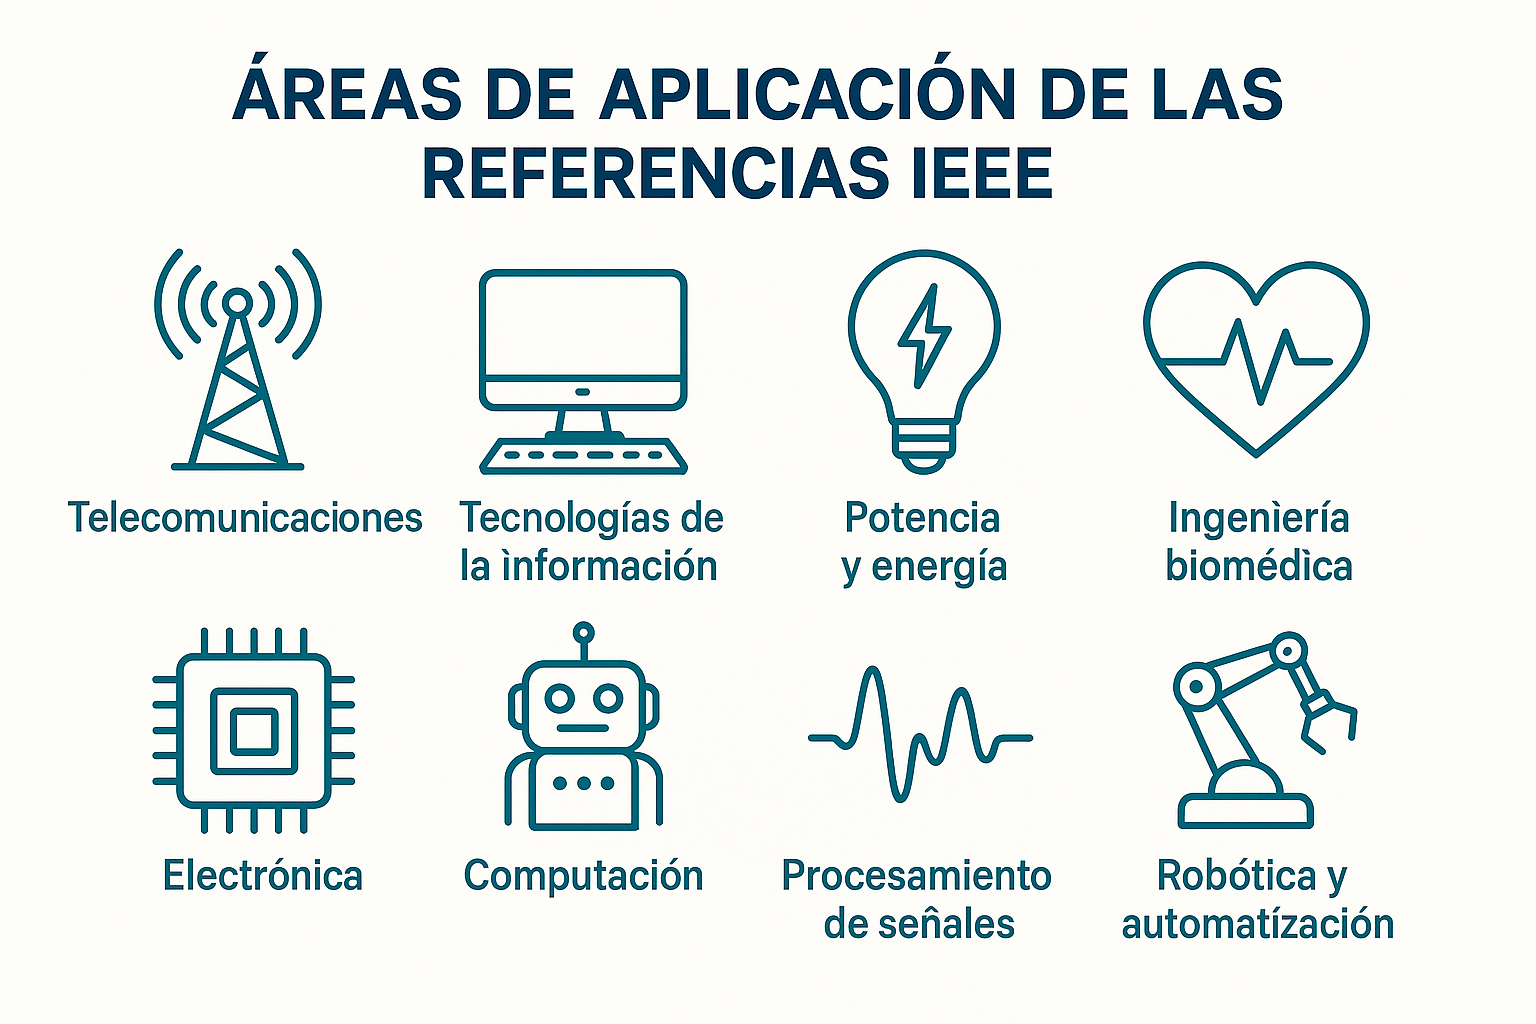 ÁREAS DE APLICACIÓN DE LAS
REFERENCIAS IEEE
Telecomunicaciones
Tecnologías de
la ìnformación
Potencia
y energía
Ingenìería
biomédìca
Electrónica
Computación
Procesamiento
de señales
Robótica y
automatízación